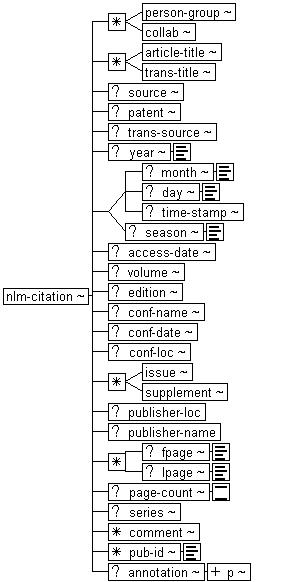 * person-group ~
collab ~
* article-title ~
trans-title ~
? source ~
? patent ~
? trans-source ~
? year ~
? month ~
? day ~
? time-stamp ~
? season ~
? access-date ~
? volume ~
nlm-citation ~
? edition ~
? conf-name ~
? conf-date ~
? conf-loc ~
* issue ~
supplement ~
? publisher-loc
? publisher-name
* ? fpage ~
? lpage ~
? page-count ~
? series ~
* comment ~
* pub-id ~
? annotation ~ + p ~